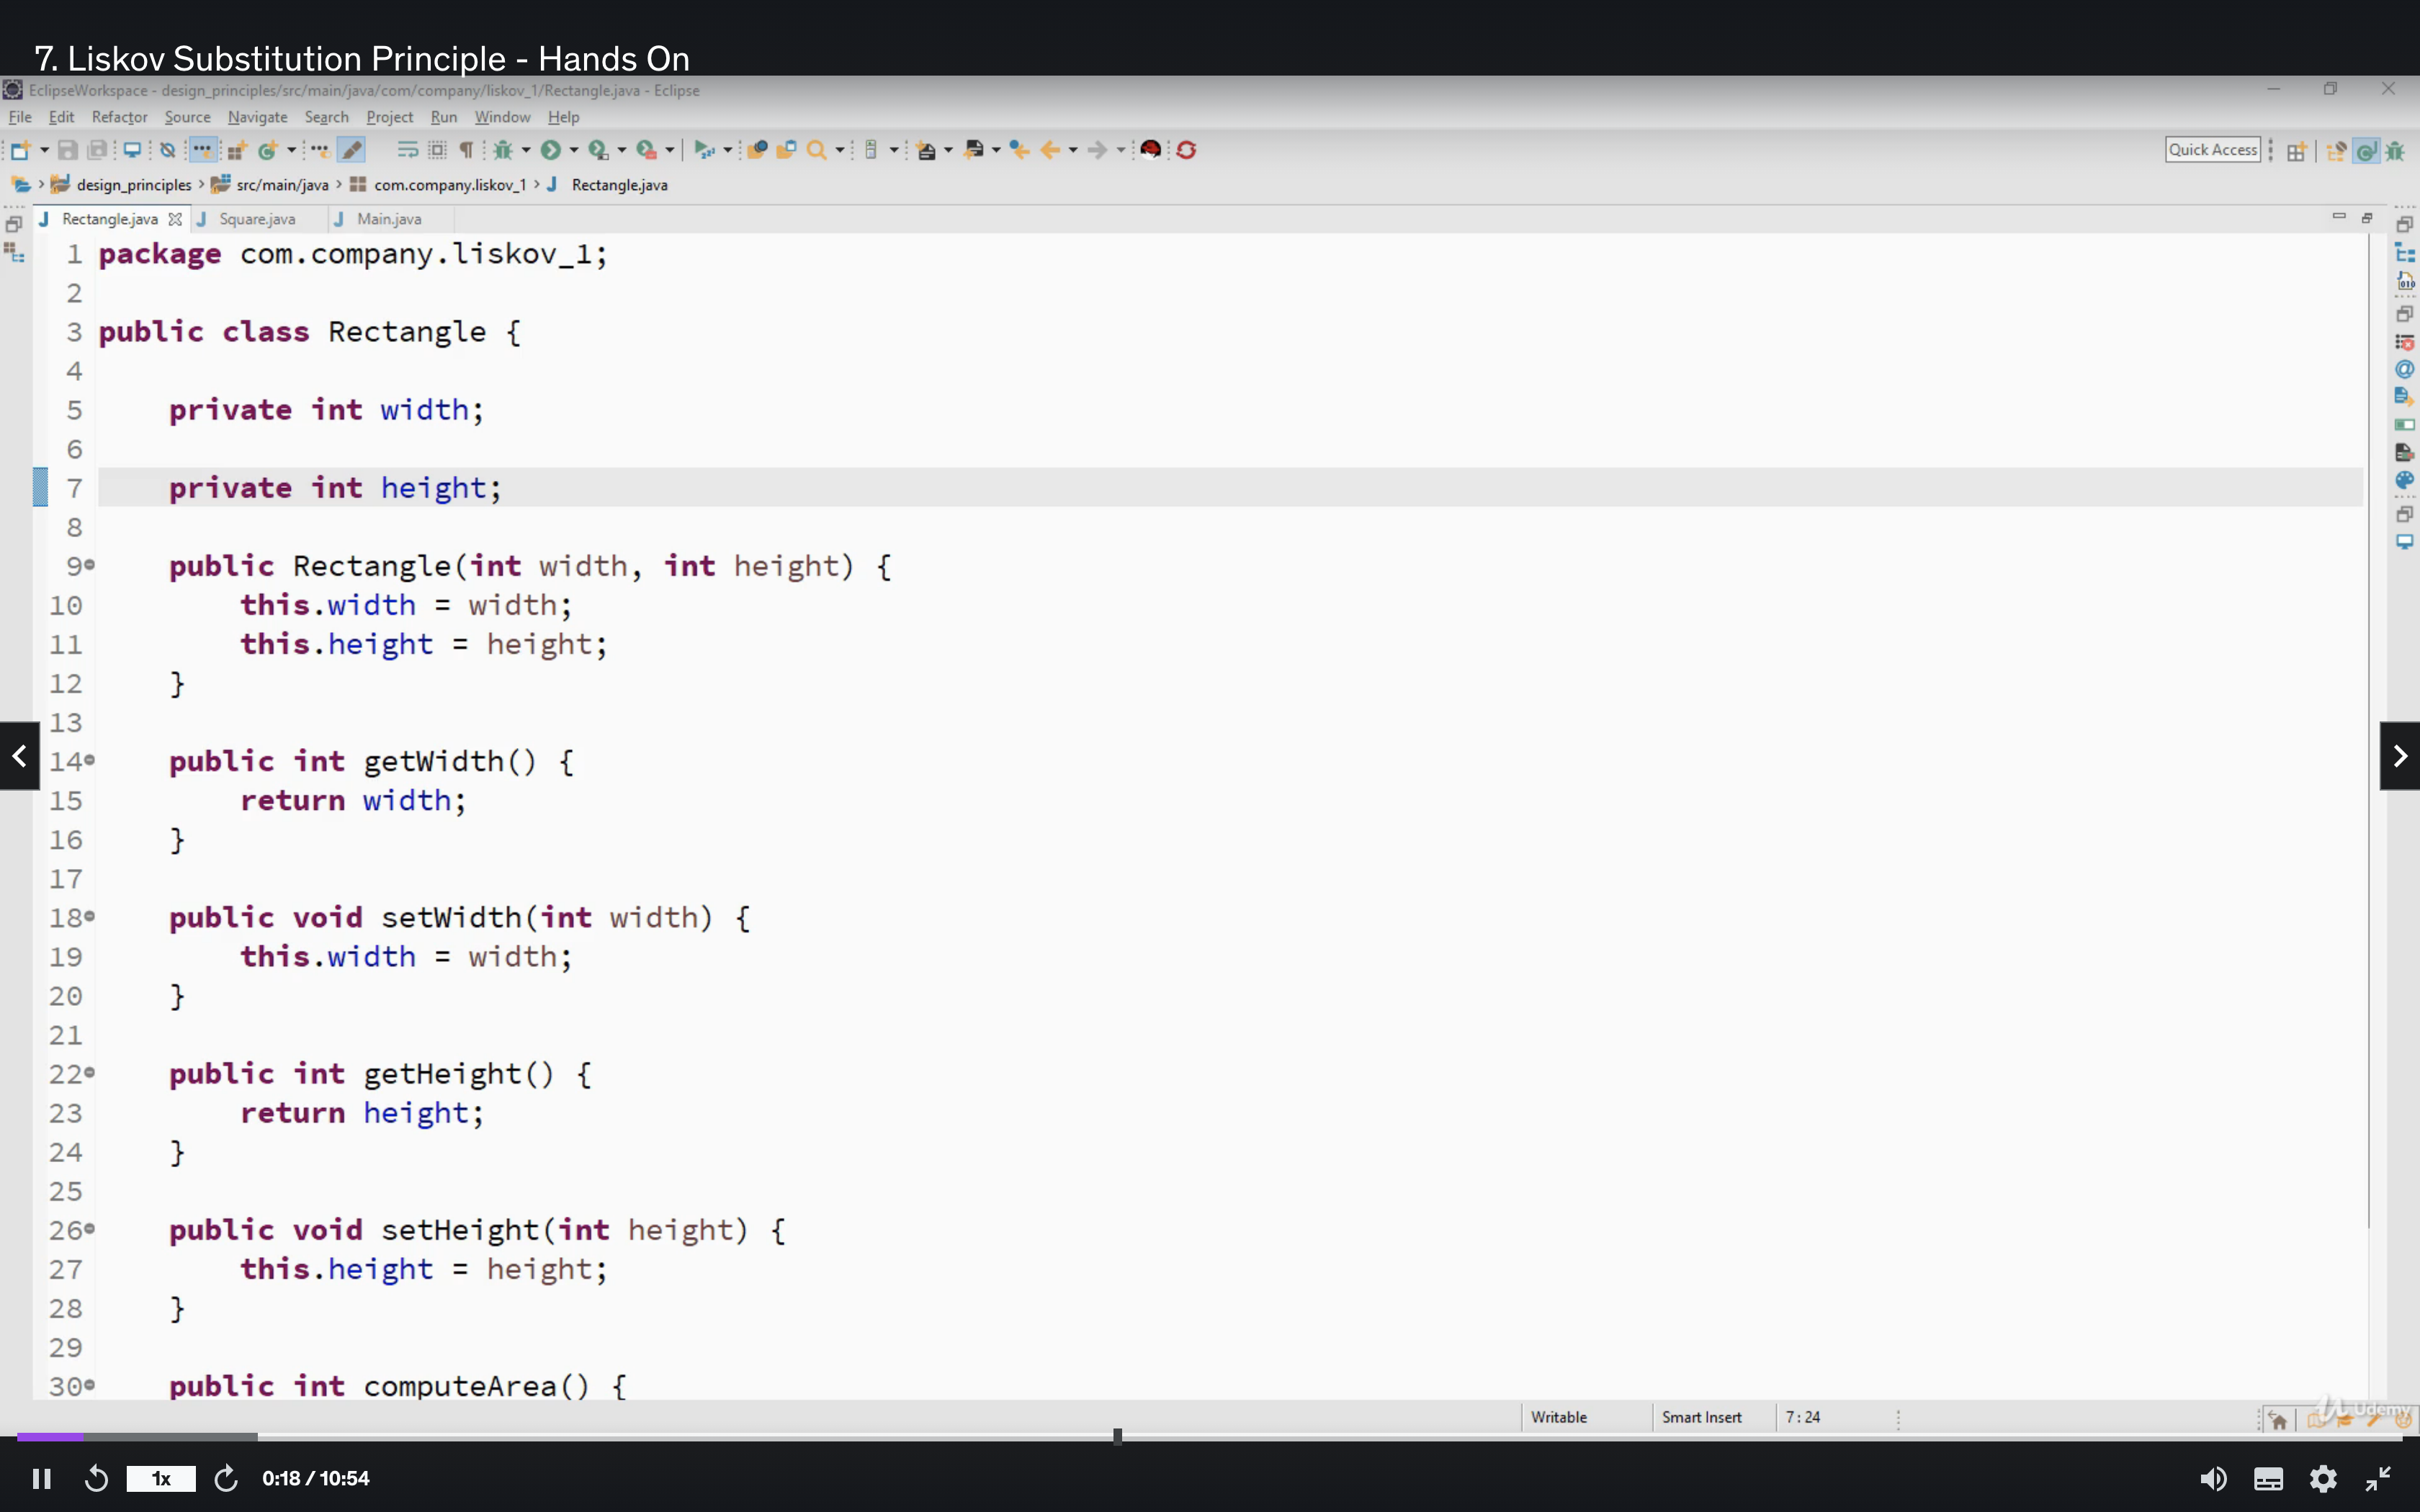 7. Liskov Substitution Principle - Hands On
EclipseWorkspace - design_principles/src/main/java/com/company/liskov_1/Rectangle.java - Eclipse
File Edit Refactor Source Navigate Search Project Run Window Help
Quick Access
design_principles > src/main/java > com.company.liskov_1 > Rectangle.java
Rectangle.java Square.java Main.java
1 package com.company.liskov_1;
2
3 public class Rectangle {
4
5 private int width;
6
7 private int height;
8
9 public Rectangle(int width, int height) {
10 this.width = width;
11 this.height = height;
12 }
13
14 public int getWidth() {
15 return width;
16 }
17
18 public void setWidth(int width) {
19 this.width = width;
20 }
21
22 public int getHeight() {
23 return height;
24 }
25
26 public void setHeight(int height) {
27 this.height = height;
28 }
29
30 public int computeArea() {
Writable Smart Insert 7 : 24
Udemy
1x 0:18 / 10:54